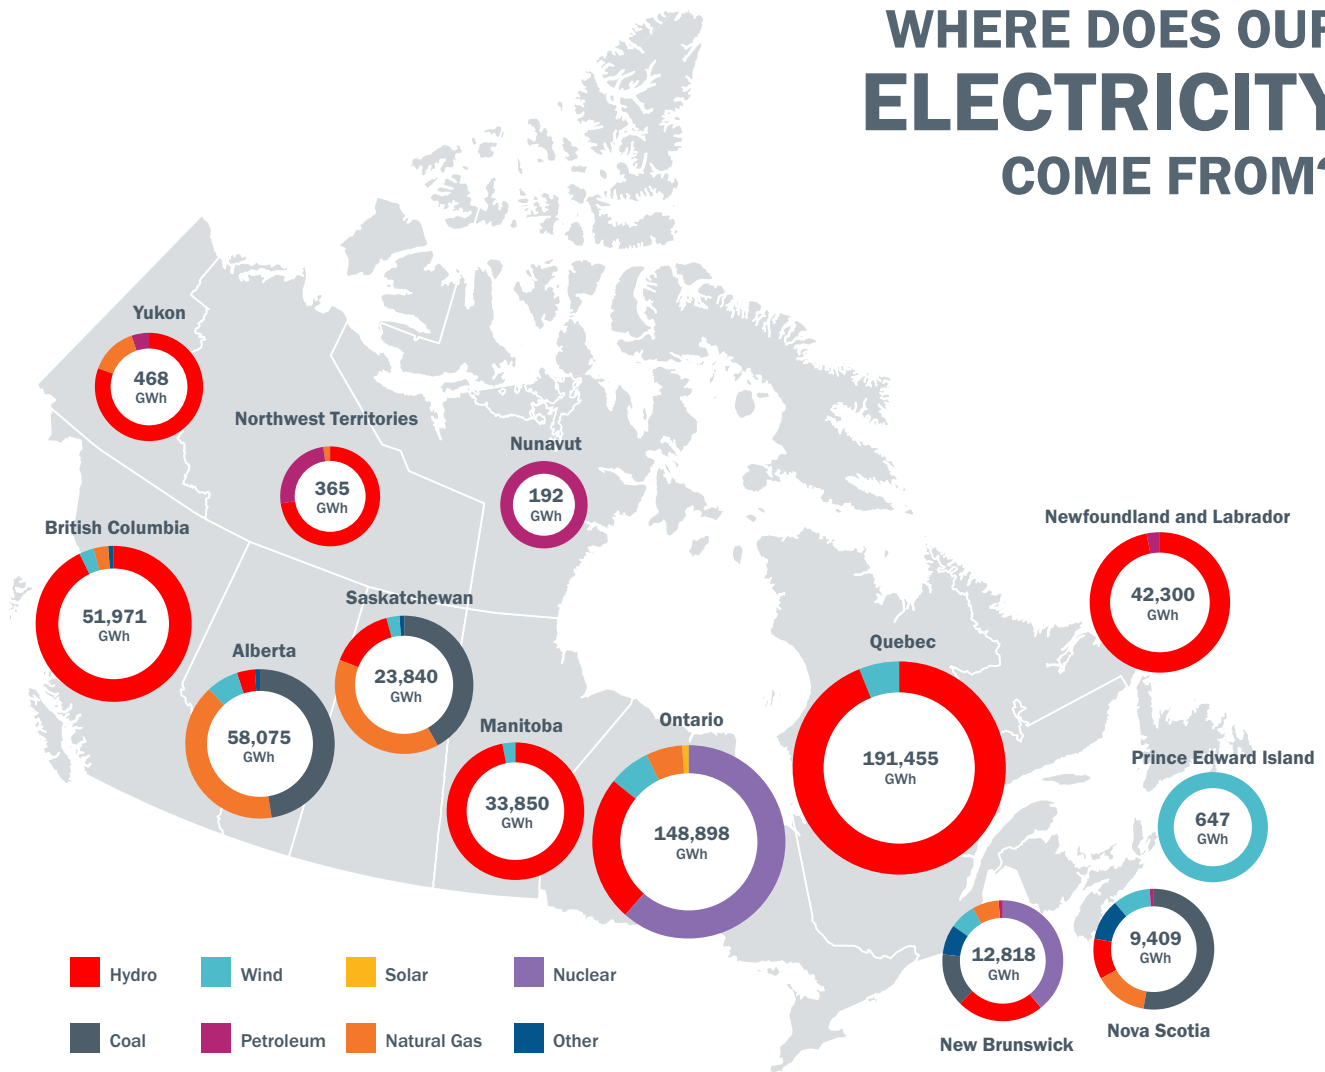 WHERE DOES OUR
ELECTRICITY
COME FROM?
Yukon
468
GWh
Northwest Territories
365
GWh
Nunavut
192
GWh
British Columbia
51,971
GWh
Alberta
58,075
GWh
Saskatchewan
23,840
GWh
Manitoba
33,850
GWh
Ontario
148,898
GWh
Quebec
191,455
GWh
Newfoundland and Labrador
42,300
GWh
Prince Edward Island
647
GWh
12,818
GWh
New Brunswick
9,409
GWh
Nova Scotia
Hydro
Wind
Solar
Nuclear
Coal
Petroleum
Natural Gas
Other